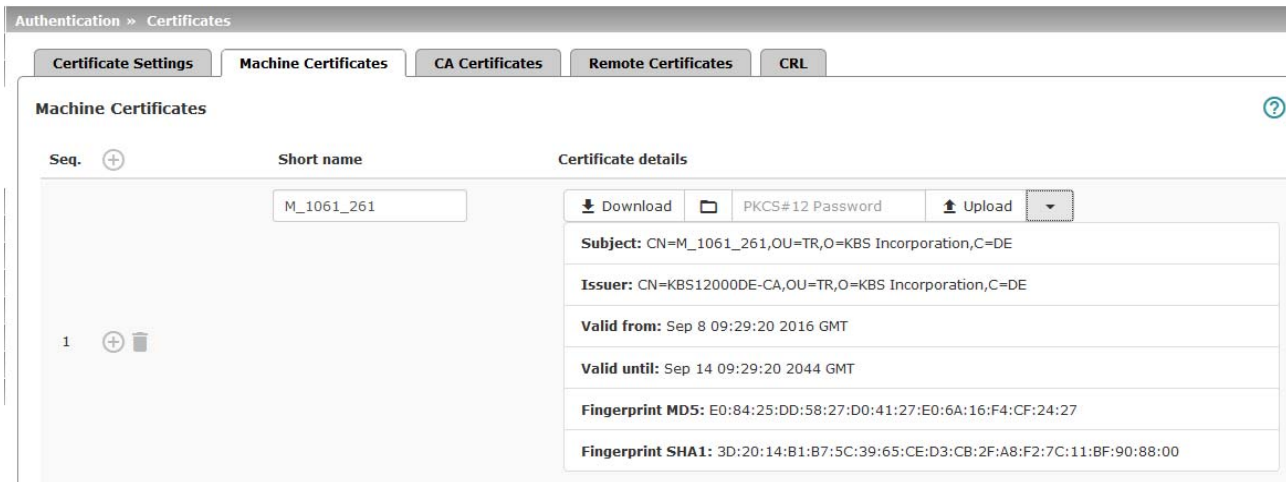 Authentication » Certificates
Certificate Settings Machine Certificates CA Certificates Remote Certificates CRL
Machine Certificates ?
Seq. Short name Certificate details
M_1061_261 Download PKCS#12 Password Upload
Subject: CN=M_1061_261,OU=TR,O=KBS Incorporation,C=DE
Issuer: CN=KBS12000DE-CA,OU=TR,O=KBS Incorporation,C=DE
Valid from: Sep 8 09:29:20 2016 GMT
1
Valid until: Sep 14 09:29:20 2044 GMT
Fingerprint MD5: E0:84:25:DD:58:27:D0:41:27:E0:6A:16:F4:CF:24:27
Fingerprint SHA1: 3D:20:14:B1:B7:5C:39:65:CE:D3:CB:2F:A8:F2:7C:11:BF:90:88:00